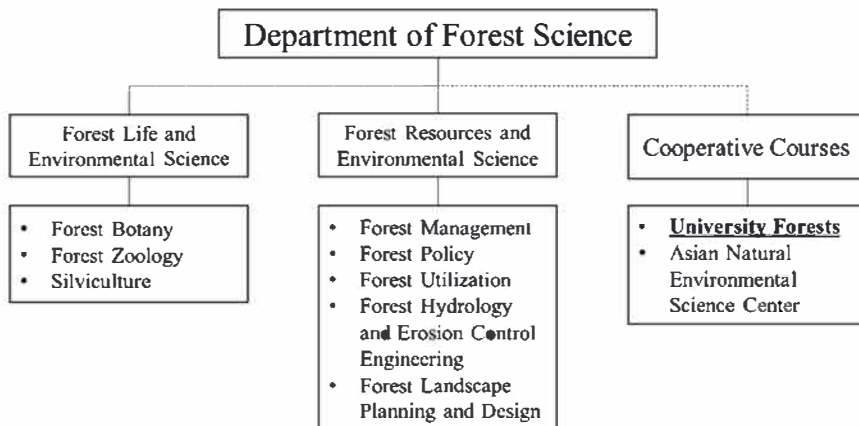 Department of Forest Science
Forest Life and
Environmental Science
• Forest Botany
• Forest Zoology
• Silviculture
Forest Resources and
Environmental Science
• Forest Management
• Forest Policy
• Forest Utilization
• Forest Hydrology
and Erosion Control
Engineering
• Forest Landscape
Planning and Design
Cooperative Courses
• University Forests
• Asian Natural
Environmental
Science Center